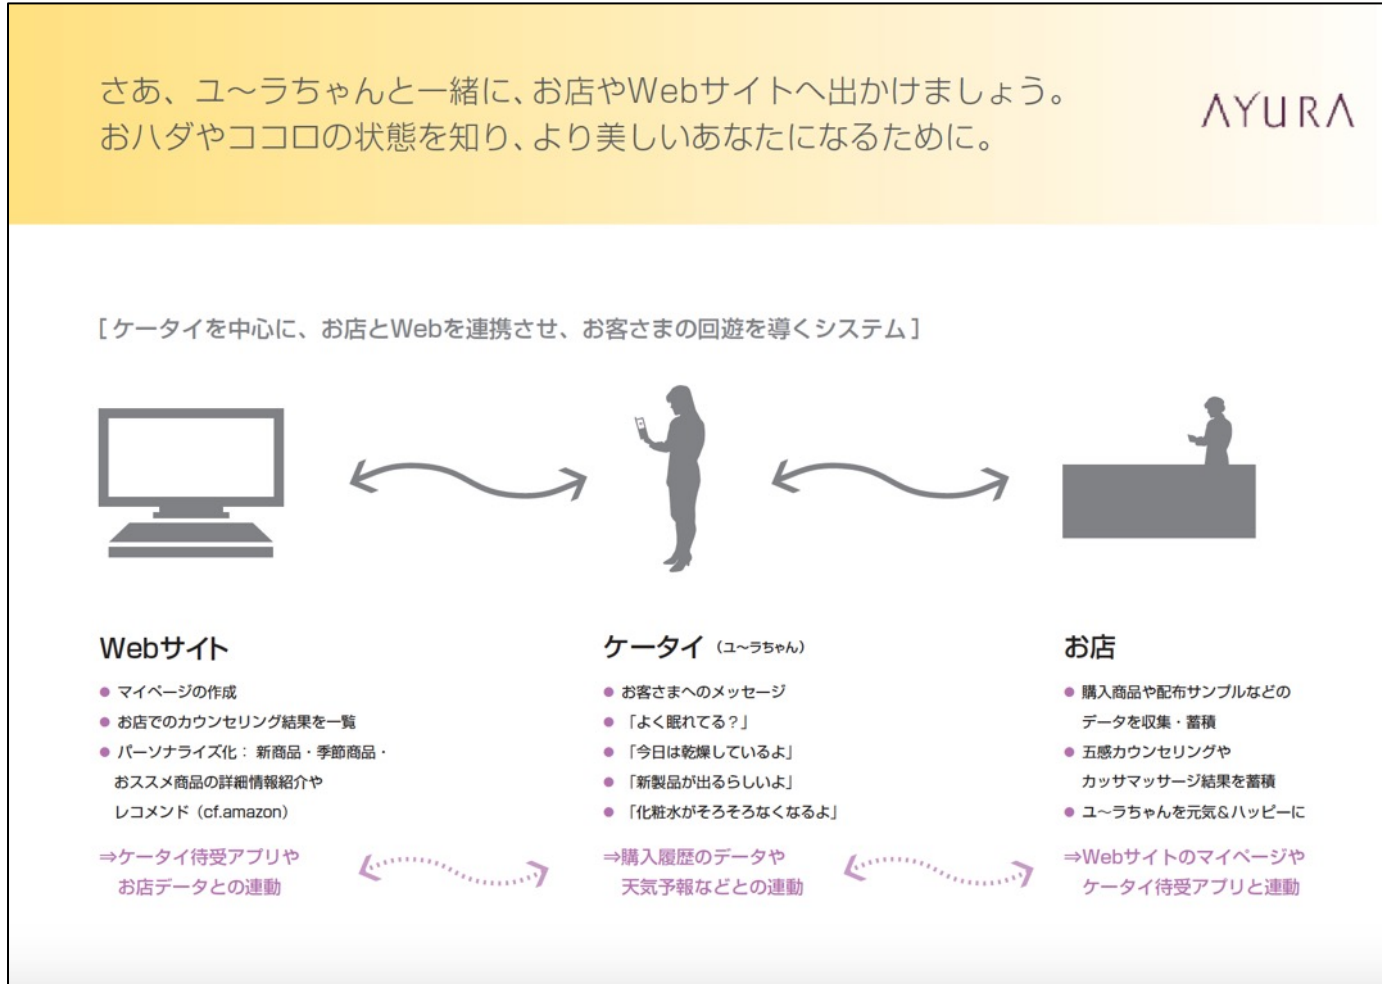 さあ、ユ〜ラちゃんと一緒に、お店やWebサイトへ出かけましょう。
おハダやココロの状態を知り、より美しいあなたになるために。
AYURA
[ケータイを中心に、お店とWebを連携させ、お客さまの回遊を導くシステム]
Webサイト
● マイページの作成
● お店でのカウンセリング結果を一覧
● パーソナライズ化： 新商品・季節商品・
おススメ商品の詳細情報紹介や
レコメンド（cf.amazon）
⇒ケータイ待受アプリや
お店データとの連動
ケータイ（ユ〜ラちゃん）
● お客さまへのメッセージ
● 「よく眠れてる？」
● 「今日は乾燥しているよ」
● 「新製品が出るらしいよ」
● 「化粧水がそろそろなくなるよ」
⇒購入履歴のデータや
天気予報などとの連動
お店
● 購入商品や配布サンプルなどの
データを収集・蓄積
● 五感カウンセリングや
カッサマッサージ結果を蓄積
● ユ〜ラちゃんを元気＆ハッピーに
⇒Webサイトのマイページや
ケータイ待受アプリと連動